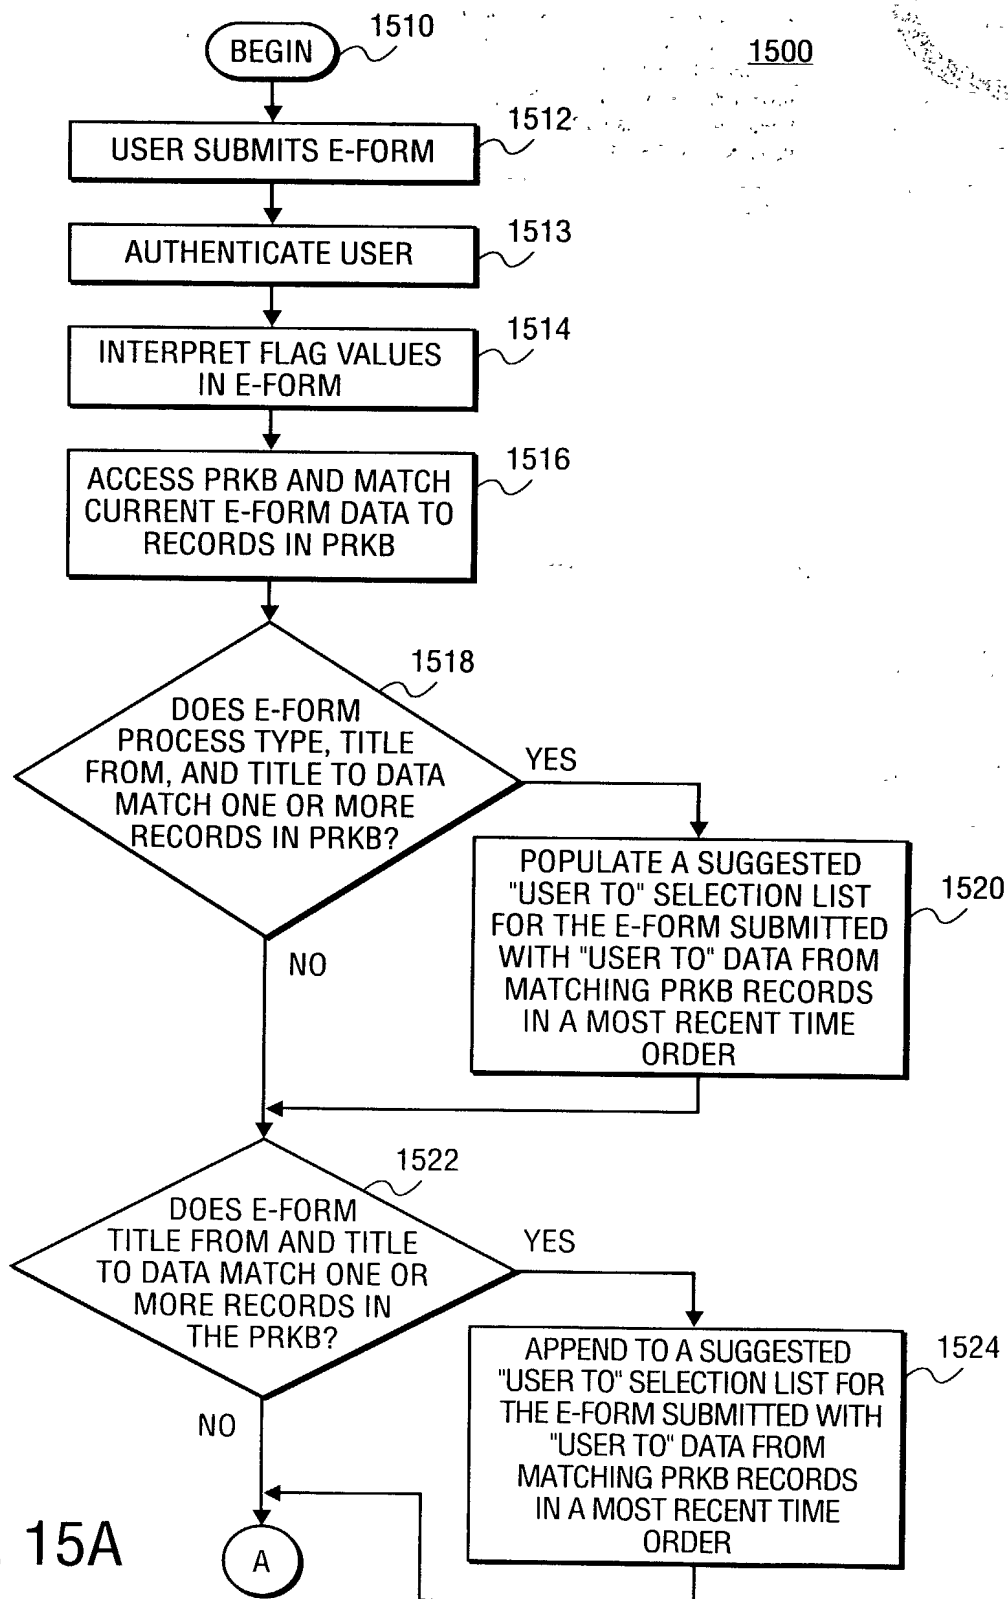 BEGIN
1510
1500
USER SUBMITS E-FORM
1512
AUTHENTICATE USER
1513
INTERPRET FLAG VALUES
IN E-FORM
1514
ACCESS PRKB AND MATCH
CURRENT E-FORM DATA TO
RECORDS IN PRKB
1516
1518
DOES E-FORM
PROCESS TYPE, TITLE
FROM, AND TITLE TO DATA
MATCH ONE OR MORE
RECORDS IN PRKB?
YES
NO
POPULATE A SUGGESTED
"USER TO" SELECTION LIST
FOR THE E-FORM SUBMITTED
WITH "USER TO" DATA FROM
MATCHING PRKB RECORDS
IN A MOST RECENT TIME
ORDER
1520
1522
DOES E-FORM
TITLE FROM AND TITLE
TO DATA MATCH ONE OR
MORE RECORDS IN
THE PRKB?
YES
NO
APPEND TO A SUGGESTED
"USER TO" SELECTION LIST FOR
THE E-FORM SUBMITTED WITH
"USER TO" DATA FROM
MATCHING PRKB RECORDS
IN A MOST RECENT TIME
ORDER
1524
15A
A